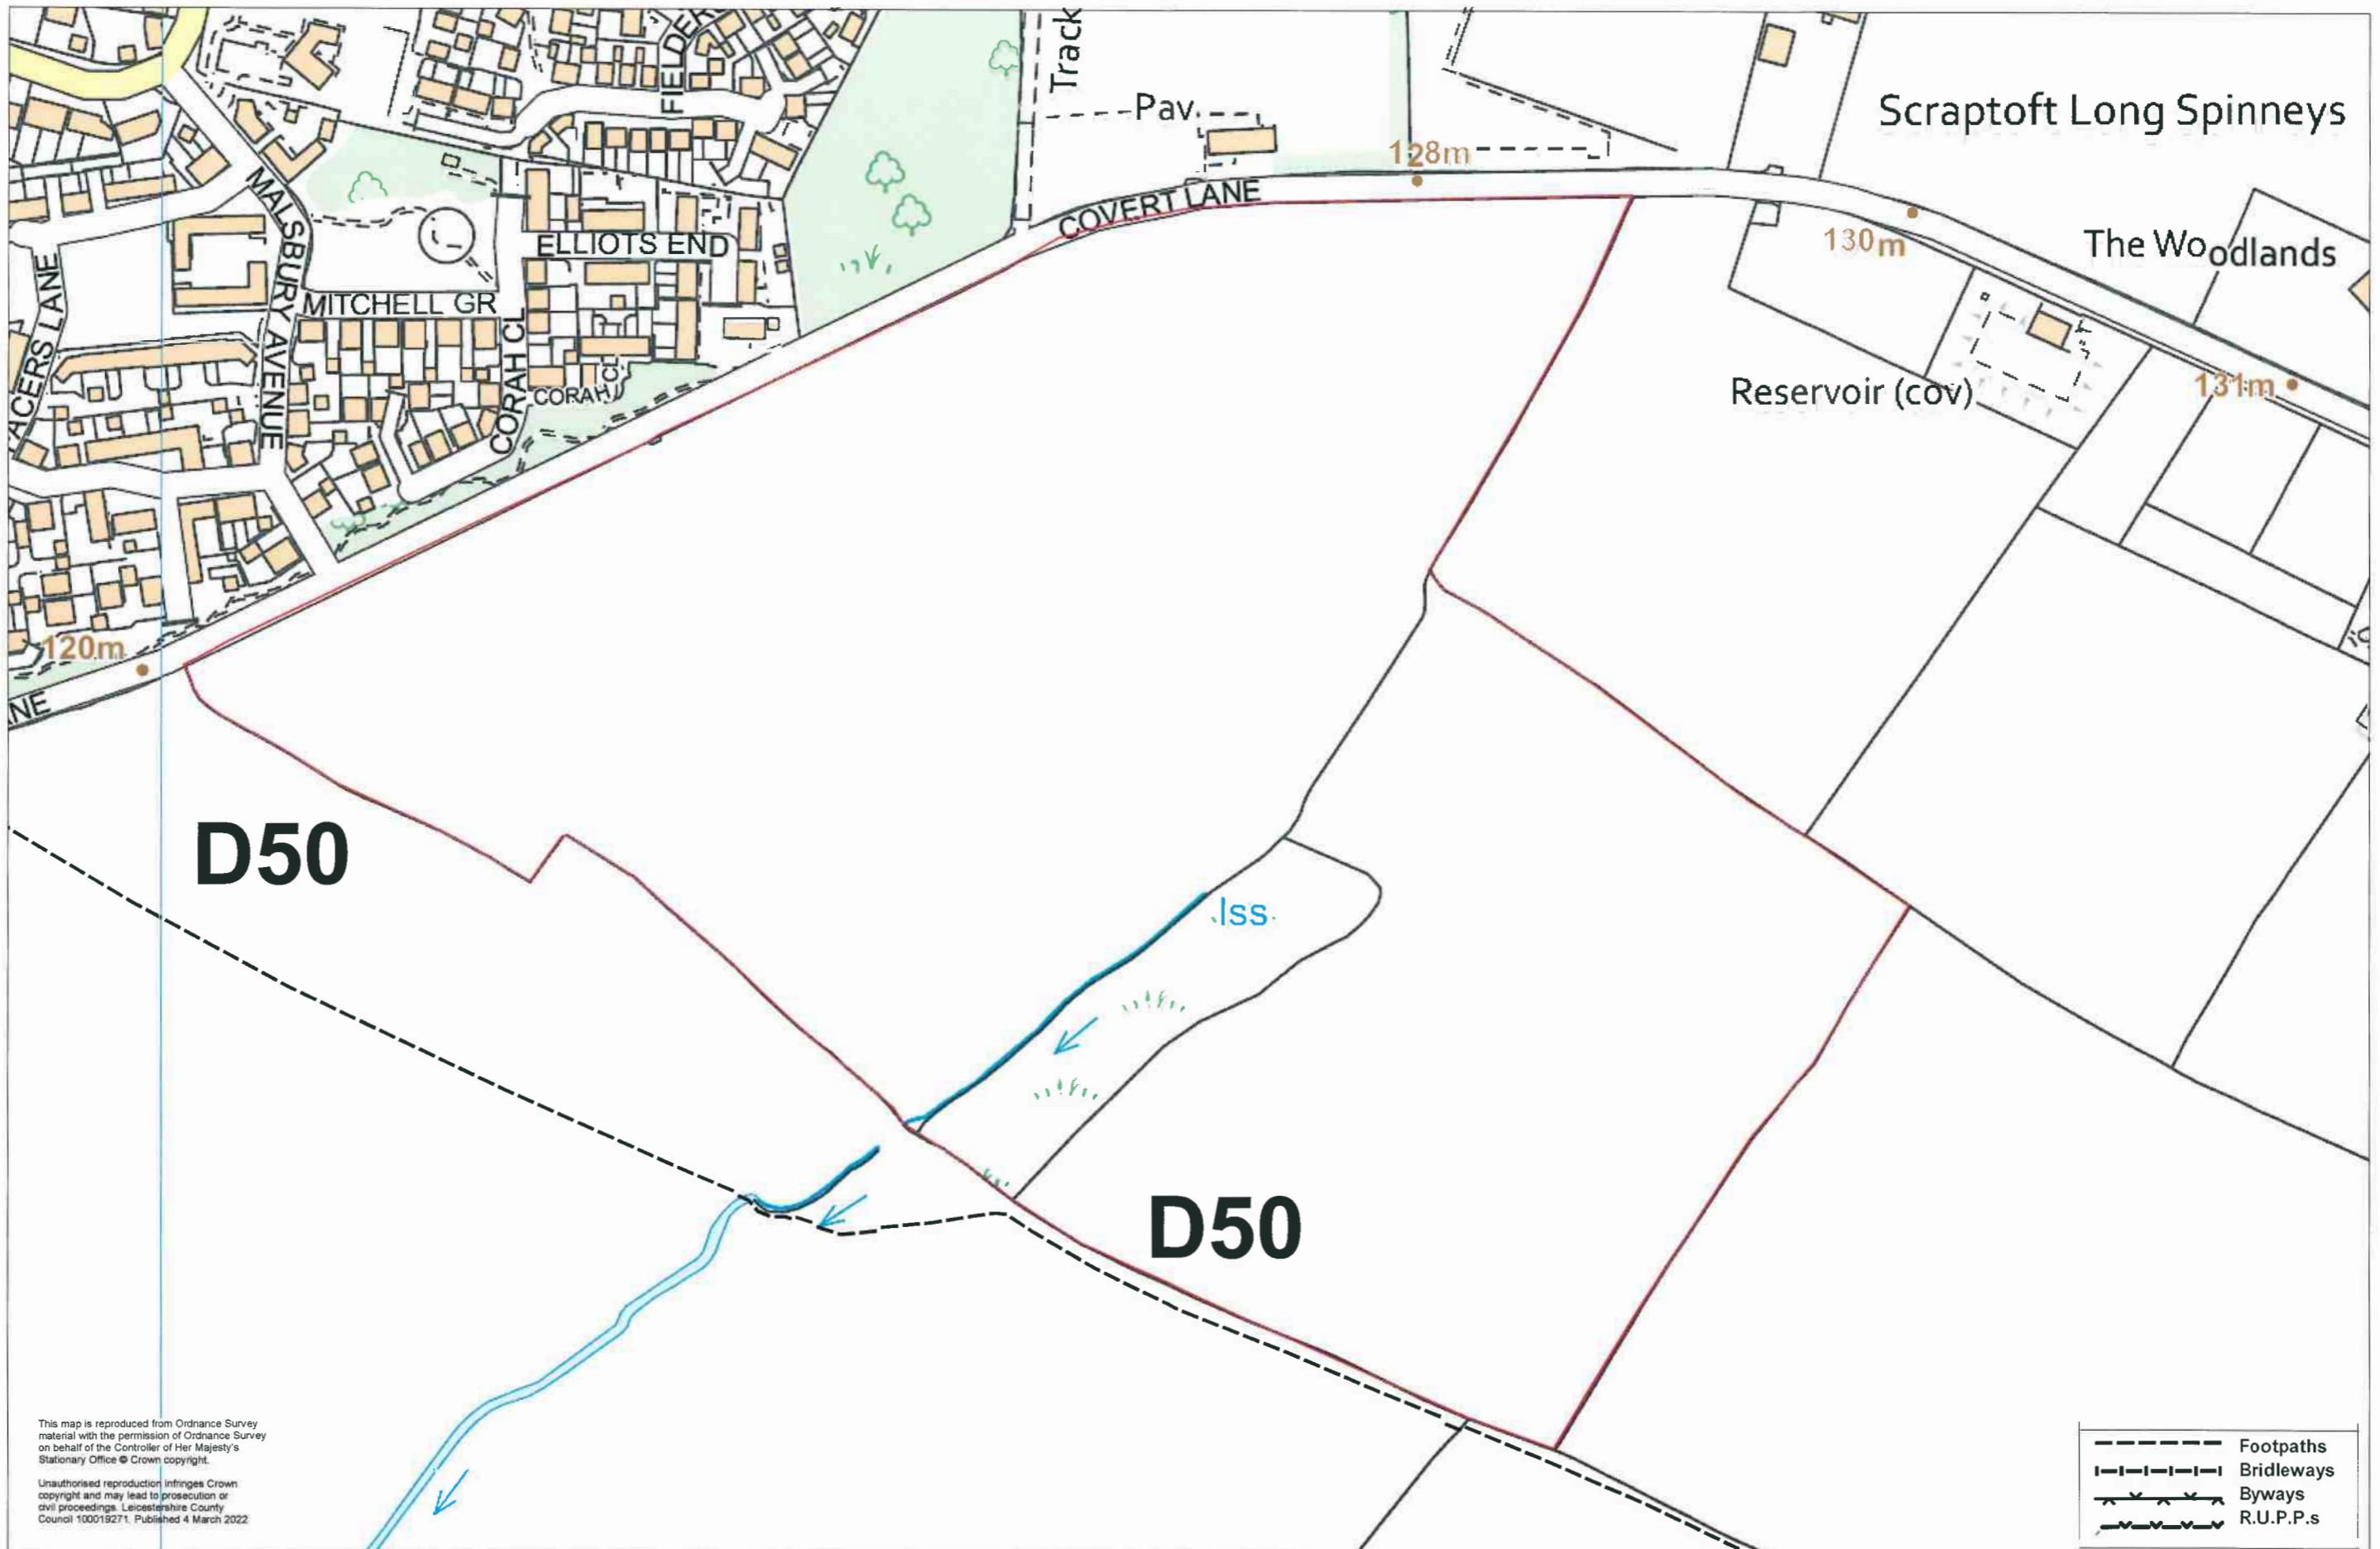 Track
Pav
Scraptoft Long Spinneys
128m
COVERT LANE
MALSBURY AVENUE
ELLIOTS END
130m
The Woodlands
MITCHELL GR
CORAH CL
CORAH
Reservoir (cov)
131m
120m
D50
Iss
D50
This map is reproduced from Ordnance Survey
material with the permission of Ordnance Survey
on behalf of the Controller of Her Majesty's
Stationary Office © Crown copyright.
Unauthorised reproduction infringes Crown
copyright and may lead to prosecution or
civil proceedings. Leicestershire County
Council 100019271. Published 4 March 2022
Footpaths
Bridleways
Byways
R.U.P.P.s